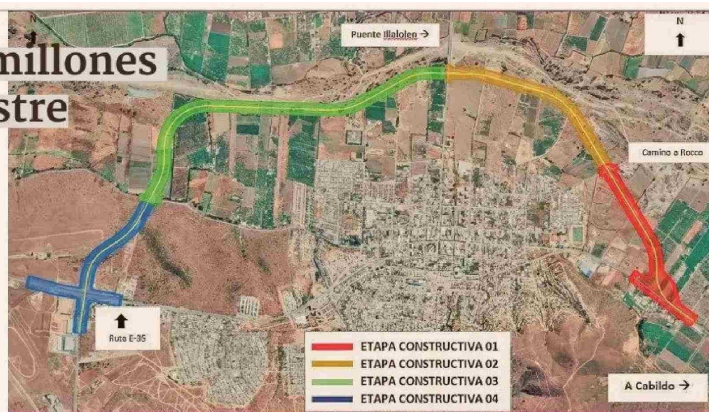 millones
stre
Puente Illalolen →
N
Camino a Rocco
Ruta E-35
ETAPA CONSTRUCTIVA 01
ETAPA CONSTRUCTIVA 02
ETAPA CONSTRUCTIVA 03
ETAPA CONSTRUCTIVA 04
A Cabildo →